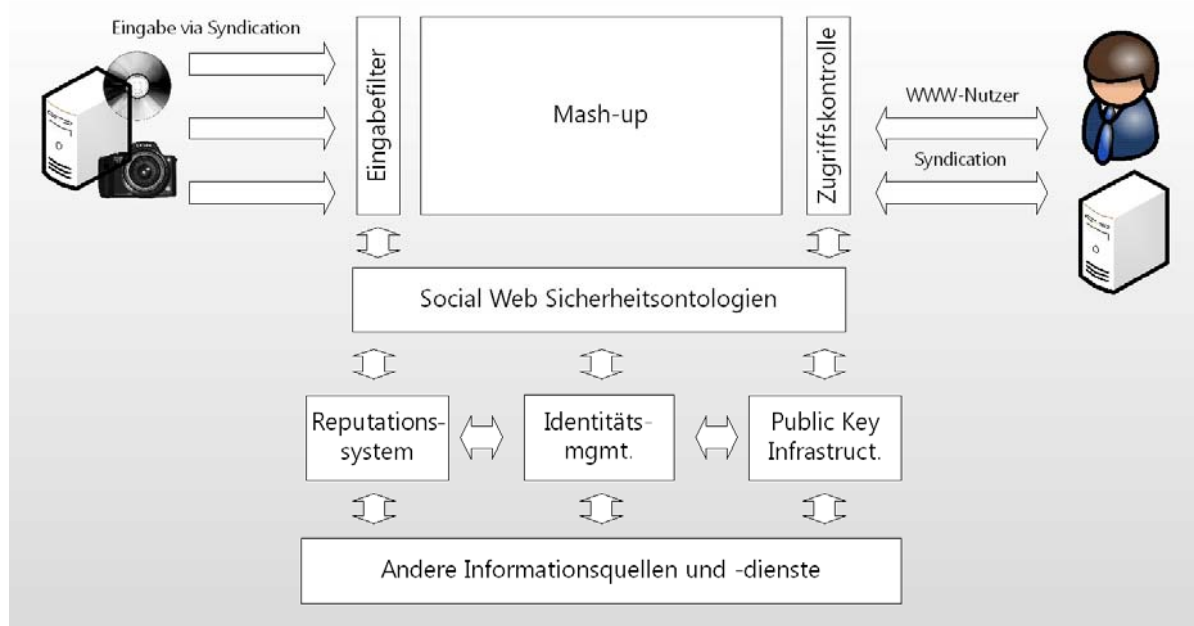 Eingabe via Syndication
Eingabefilter
Mash-up
Zugriffskontrolle
WWW-Nutzer
Syndication
Social Web Sicherheitsontologien
Reputations-
system
Identitäts-
mgmt.
Public Key
Infrastruct.
Andere Informationsquellen und -dienste